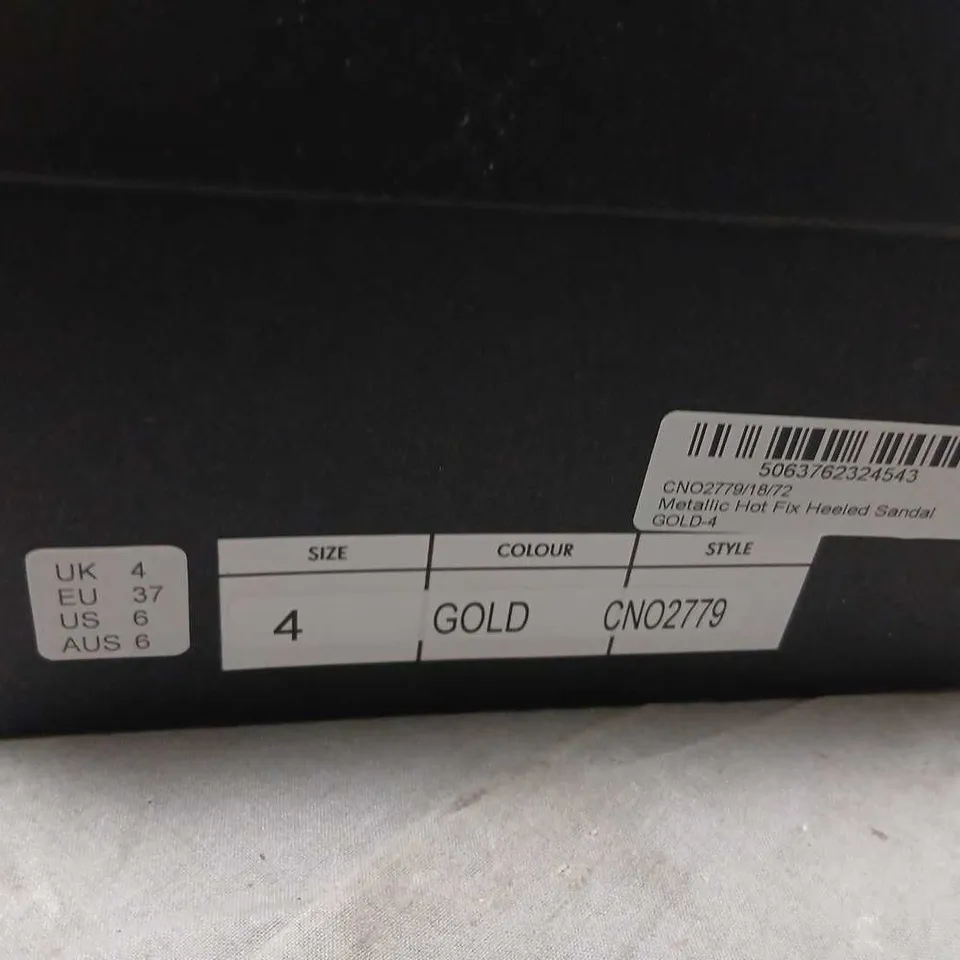 5063762324543
CNO2779/18/72
Metallic Hot Fix Heeled Sandal
GOLD-4
UK 4
EU 37
US 6
AUS 6
SIZE COLOUR STYLE
4 GOLD CNO2779